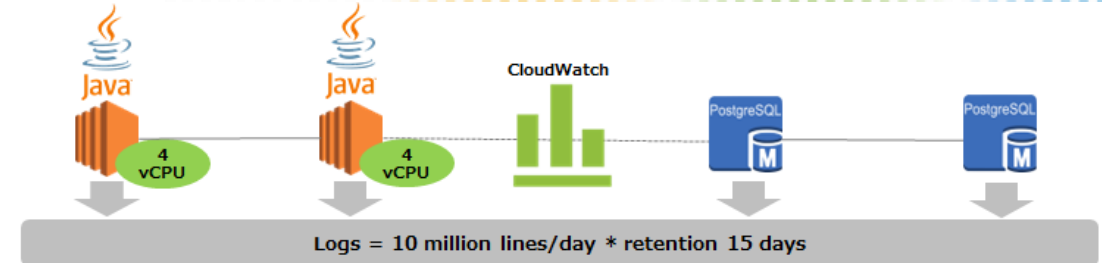 Java
Java
CloudWatch
PostgreSQL
M
PostgreSQL
M
4
vCPU
4
vCPU
Logs = 10 million lines/day * retention 15 days